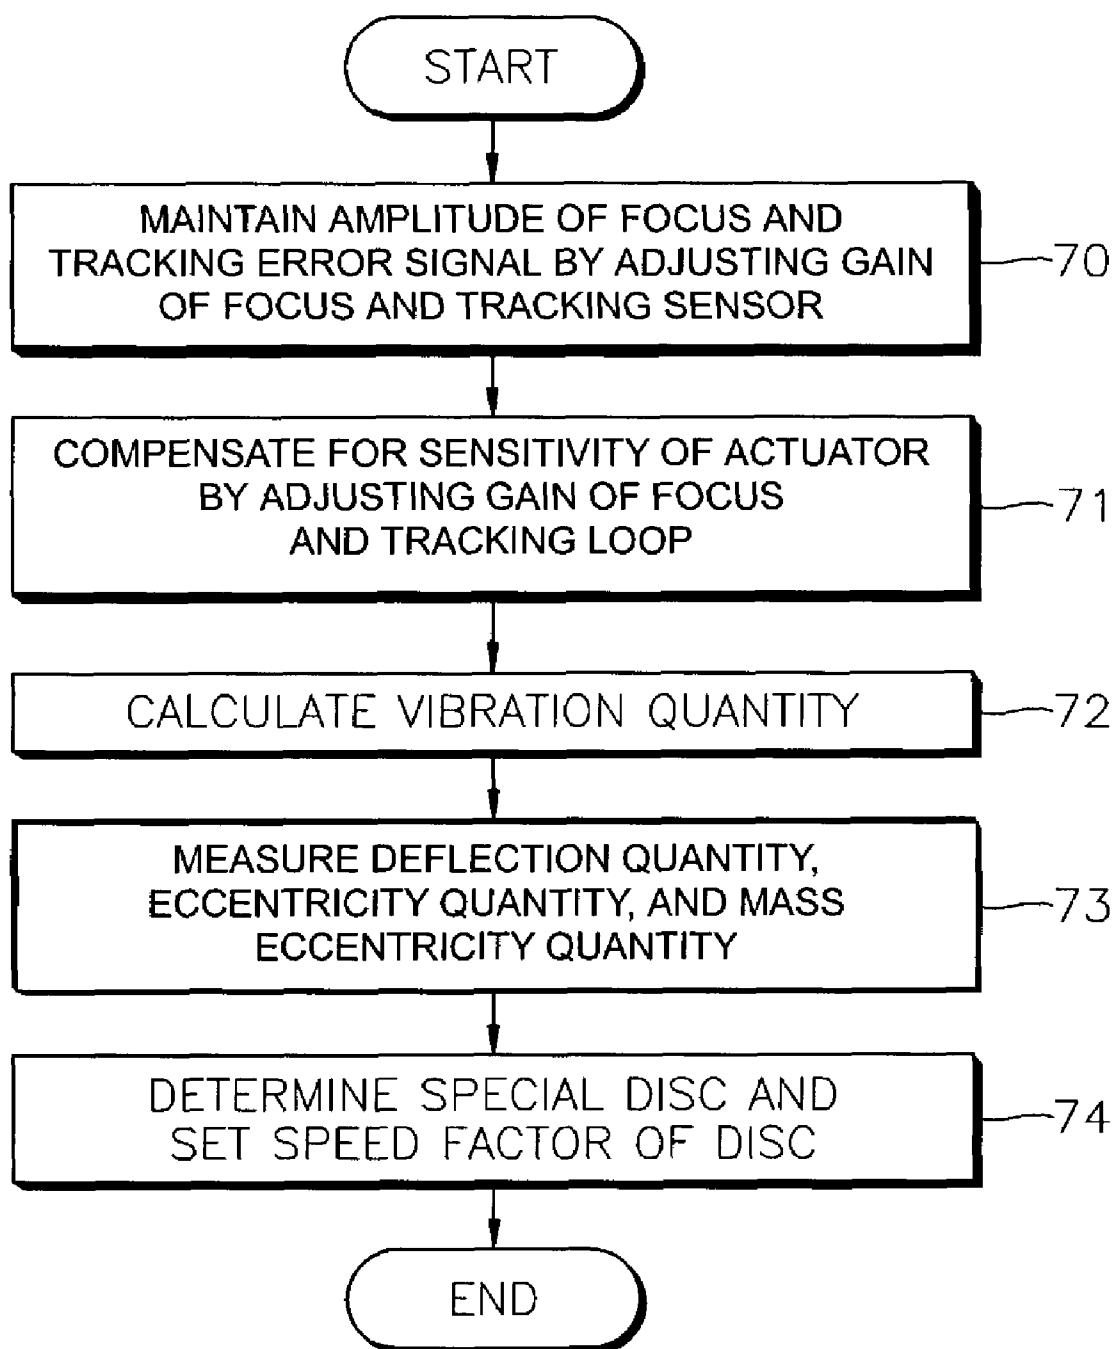 START
MAINTAIN AMPLITUDE OF FOCUS AND
TRACKING ERROR SIGNAL BY ADJUSTING GAIN
OF FOCUS AND TRACKING SENSOR
70
COMPENSATE FOR SENSITIVITY OF ACTUATOR
BY ADJUSTING GAIN OF FOCUS
AND TRACKING LOOP
71
CALCULATE VIBRATION QUANTITY
72
MEASURE DEFLECTION QUANTITY,
ECCENTRICITY QUANTITY, AND MASS
ECCENTRICITY QUANTITY
73
DETERMINE SPECIAL DISC AND
SET SPEED FACTOR OF DISC
74
END